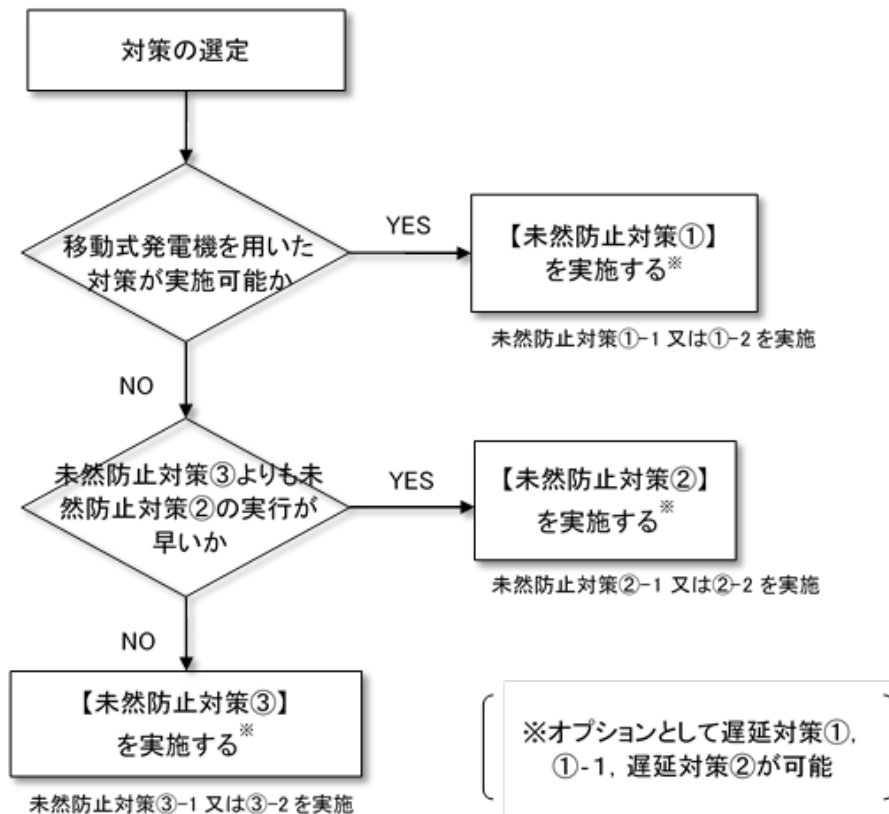 対策の選定
移動式発電機を用いた
対策が実施可能か
YES
【未然防止対策①】
を実施する※
未然防止対策①-1 又は①-2 を実施
NO
未然防止対策③よりも未
然防止対策②の実行が
早いか
YES
【未然防止対策②】
を実施する※
未然防止対策②-1 又は②-2 を実施
NO
【未然防止対策③】
を実施する※
未然防止対策③-1 又は③-2 を実施
※オプションとして遅延対策①,
①-1, 遅延対策②が可能